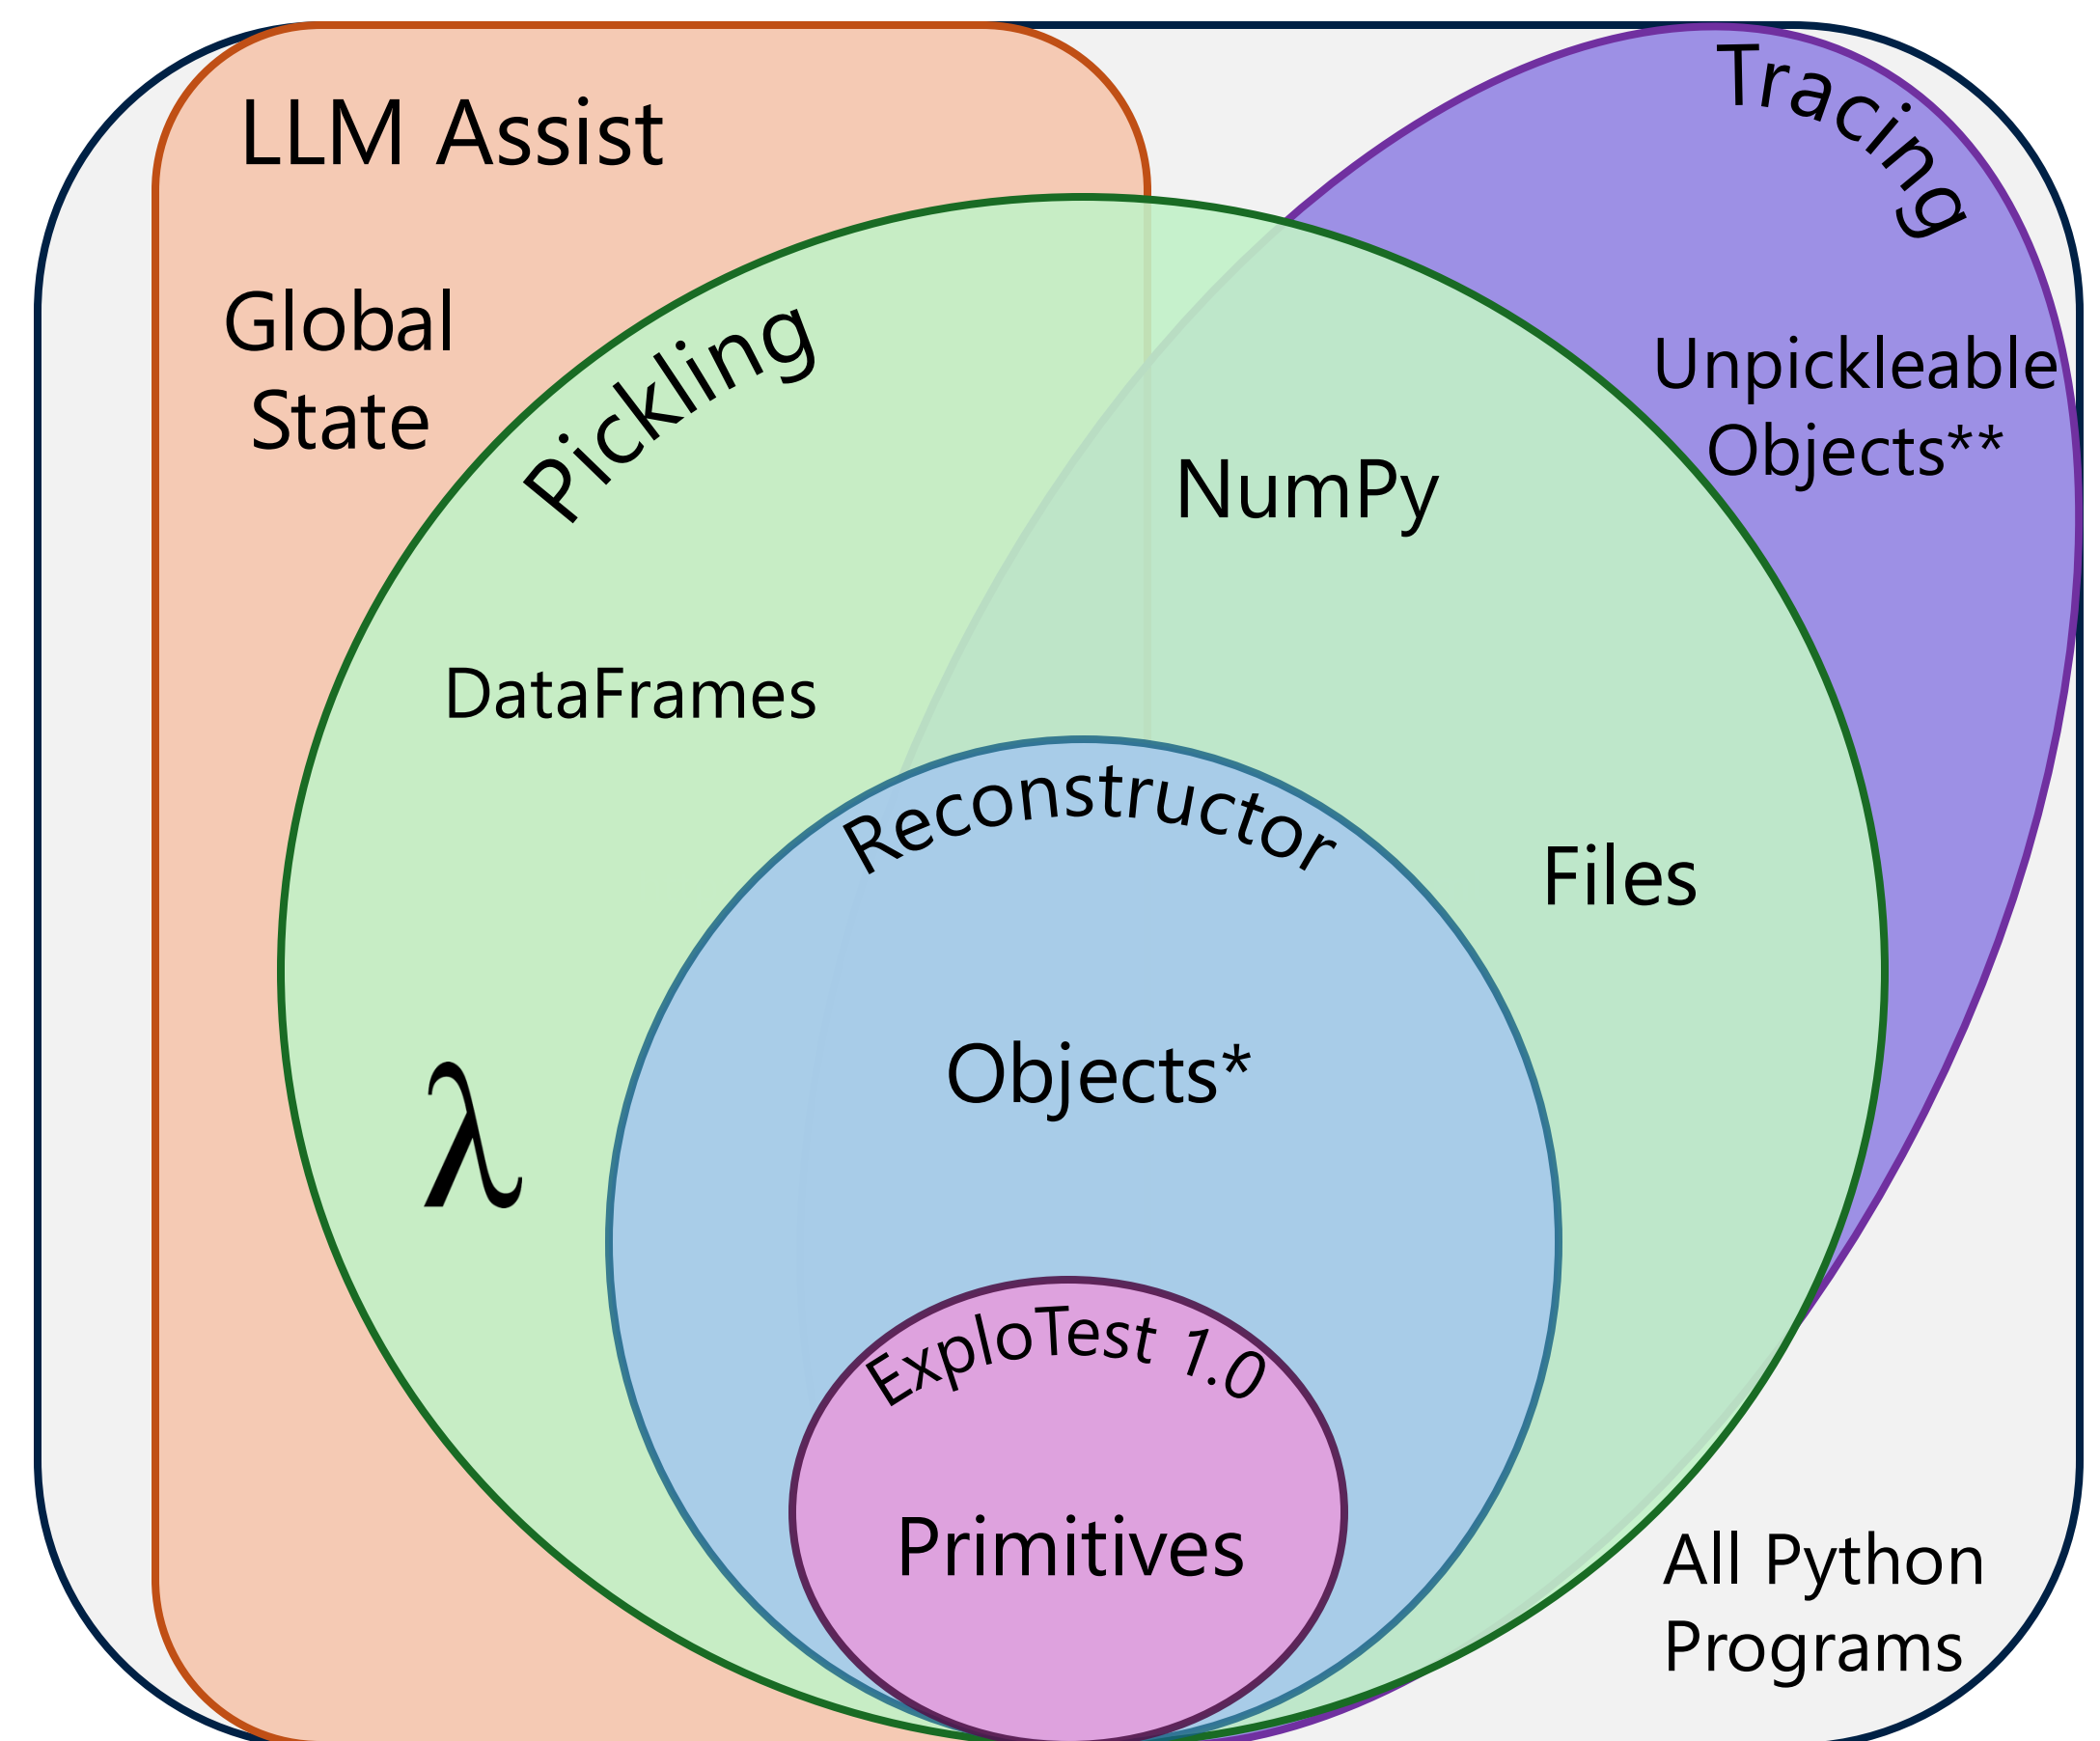 LLM Assist
Tracing
Global
State
Pickling
Unpickleable
Objects**
NumPy
DataFrames
Reconstructor
Files
Objects*
λ
ExploTest 1.0
Primitives
All Python
Programs